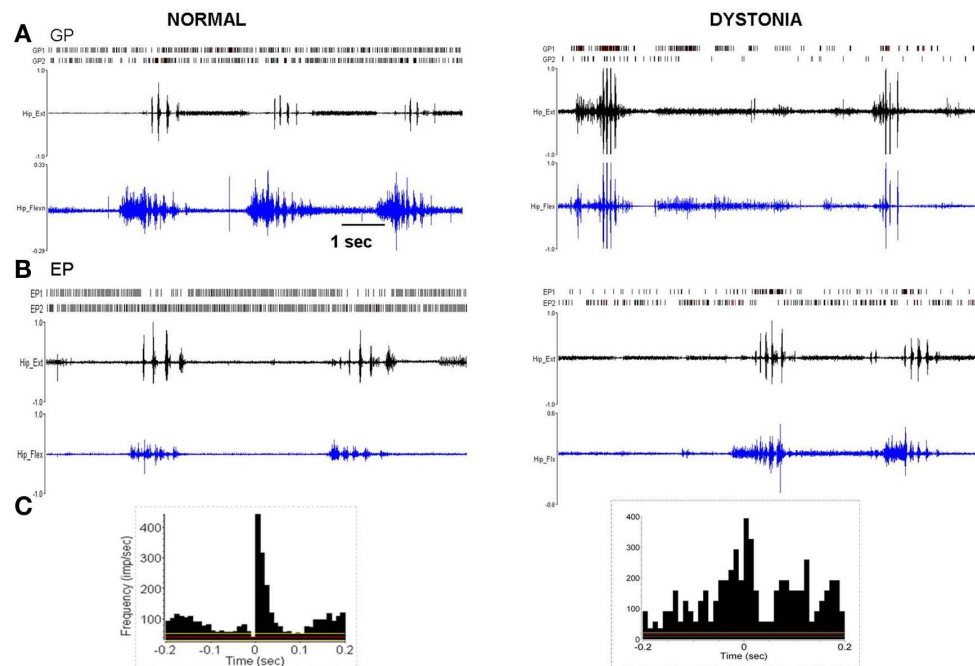 NORMAL
DYSTONIA
A
GP
GP1
GP2
1.0
Hip_Ext
-1.0
0.33
Hip_Flexn
-0.29
1 sec
GP1
GP2
1.0
Hip_Ext
-1.0
1.0
Hip_Flex
-1.0
B
EP
EP1
EP2
1.0
Hip_Ext
-1.0
1.0
Hip_Flex
-1.0
EP1
EP2
1.0
Hip_Ext
-1.0
0.6
Hip_Flx
-0.8
C
Frequency (imp/sec)
400
300
200
100
-0.2 -0.1 0 0.1 0.2
Time (sec)
400
300
200
100
0
-0.2 0 0.2
Time (sec)